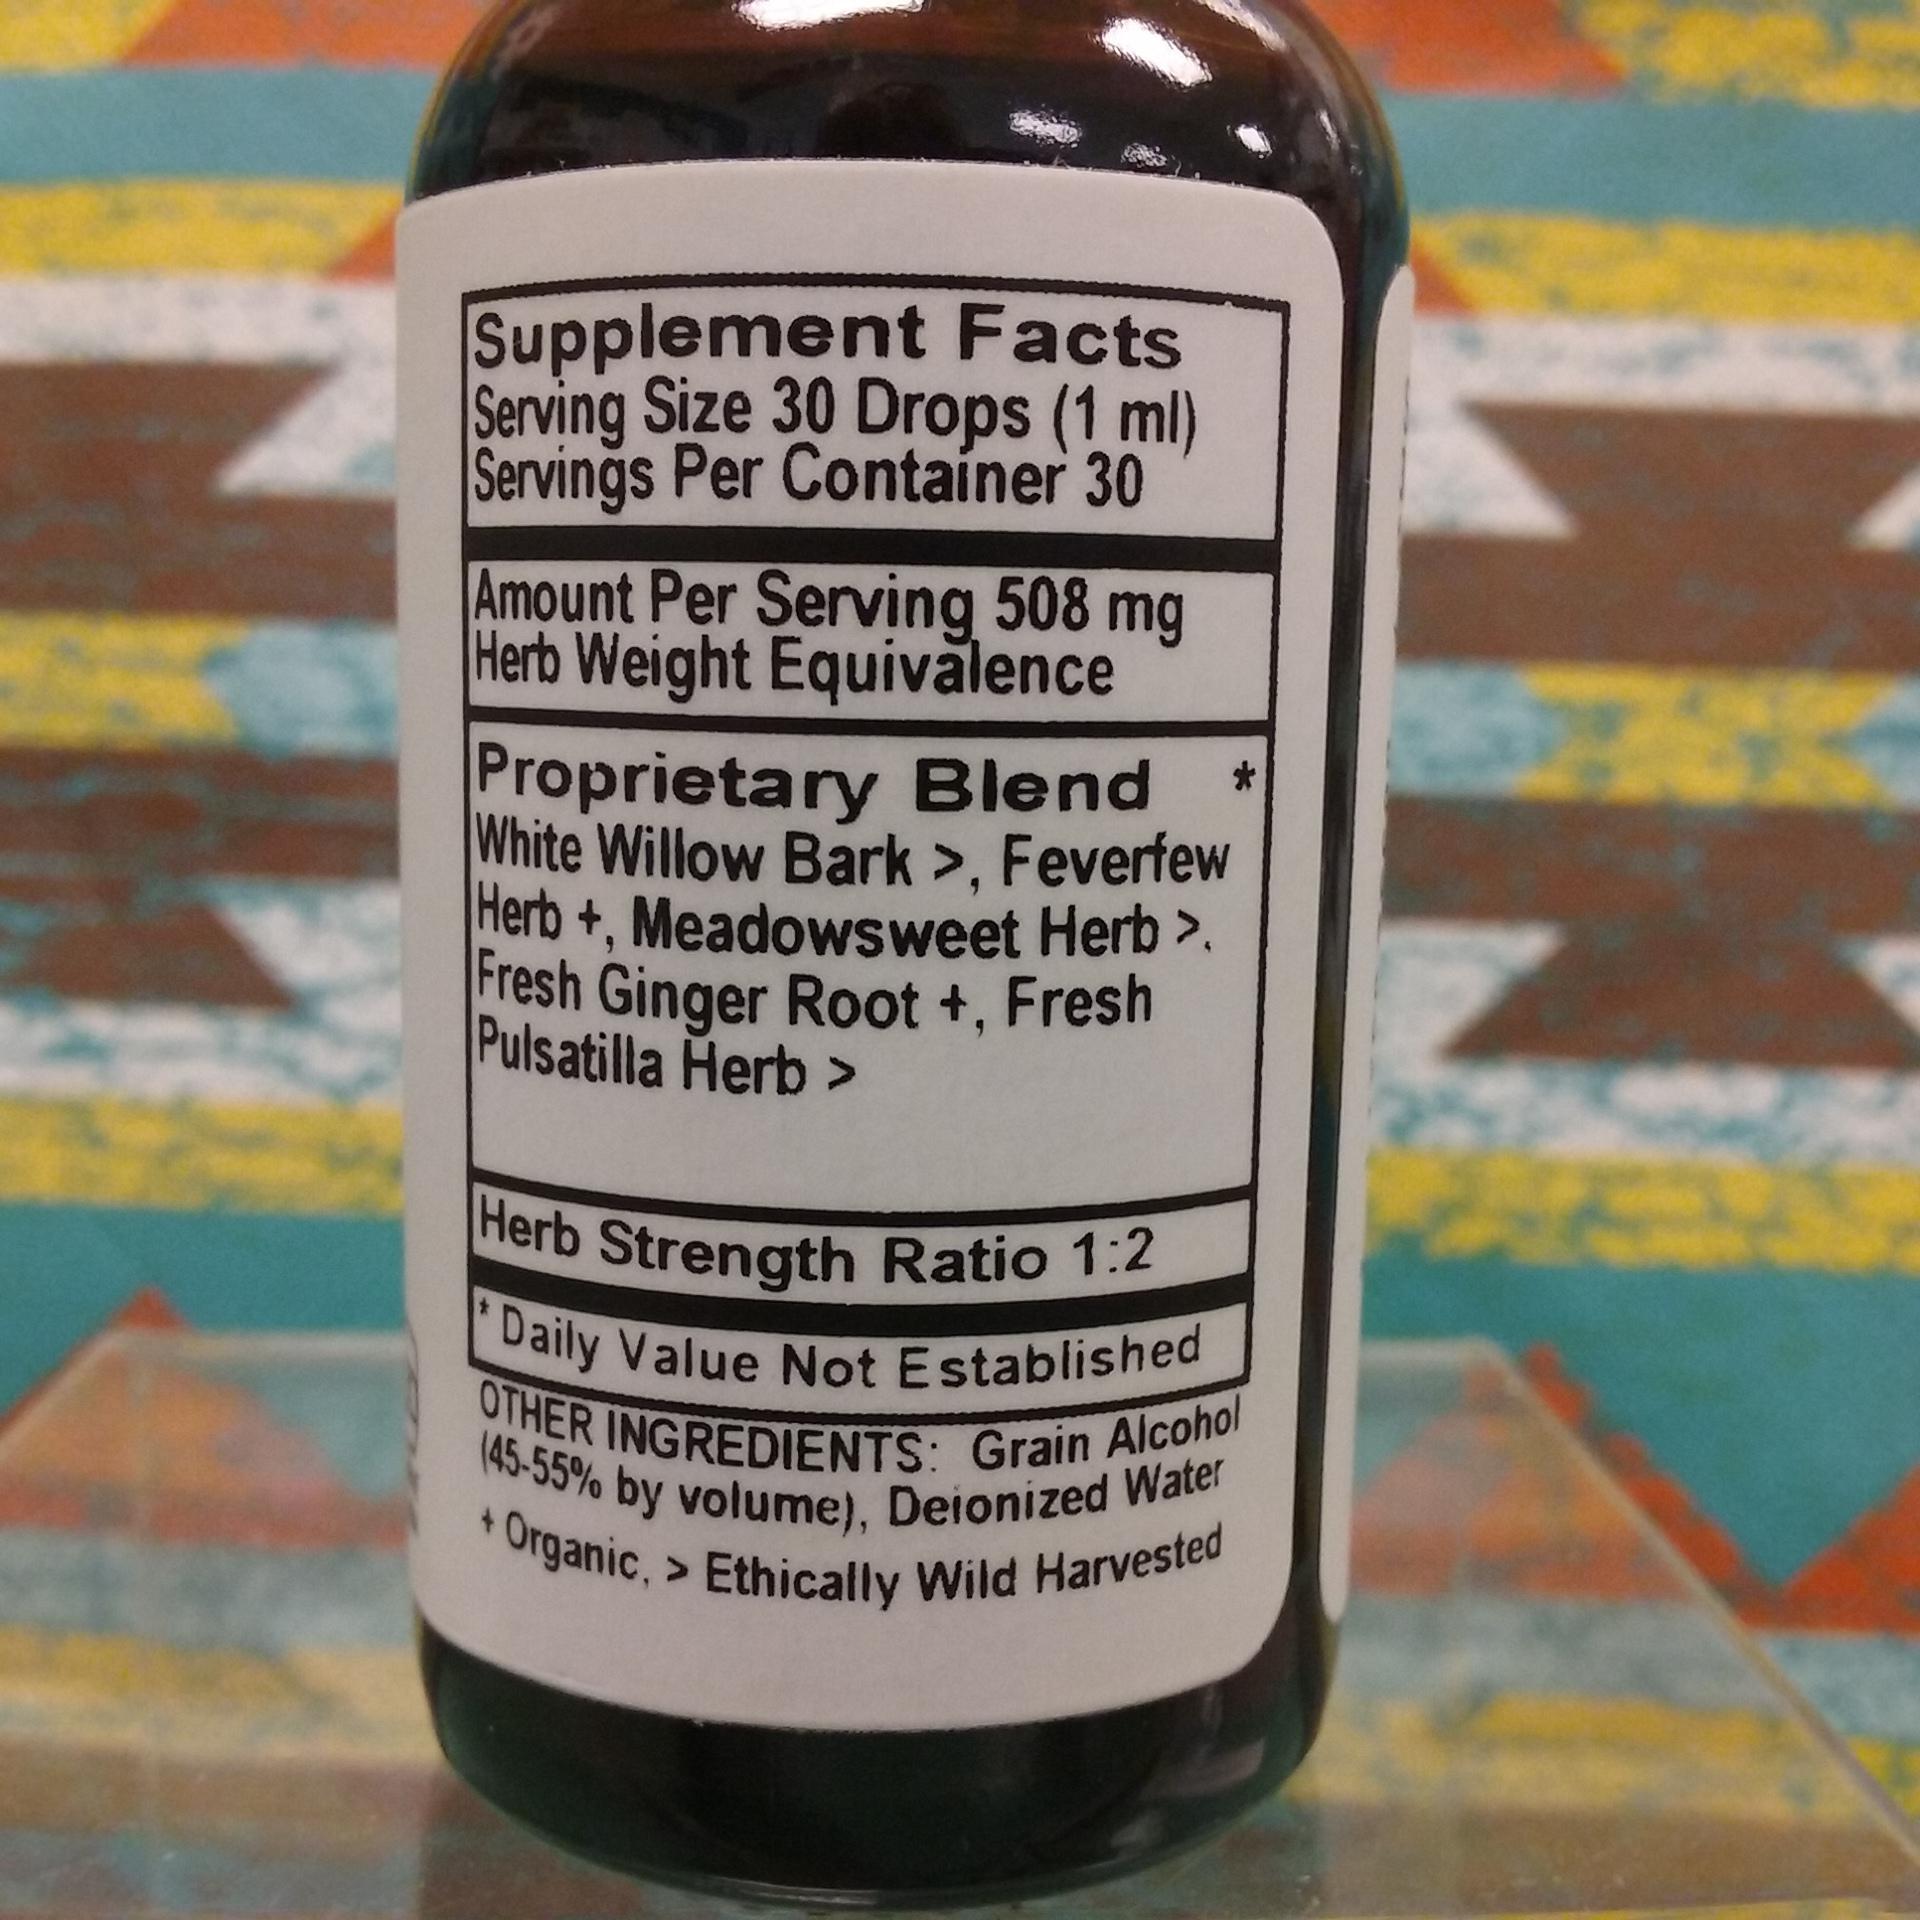 Supplement Facts
Serving Size 30 Drops (1 ml)
Servings Per Container 30
Amount Per Serving 508 mg
Herb Weight Equivalence
Proprietary Blend *
White Willow Bark >, Feverfew
Herb +, Meadowsweet Herb >.
Fresh Ginger Root +, Fresh
Pulsatilla Herb >
Herb Strength Ratio 1:2
* Daily Value Not Established
OTHER INGREDIENTS: Grain Alcohol
(45-55% by volume), Deionized Water
+ Organic, > Ethically Wild Harvested